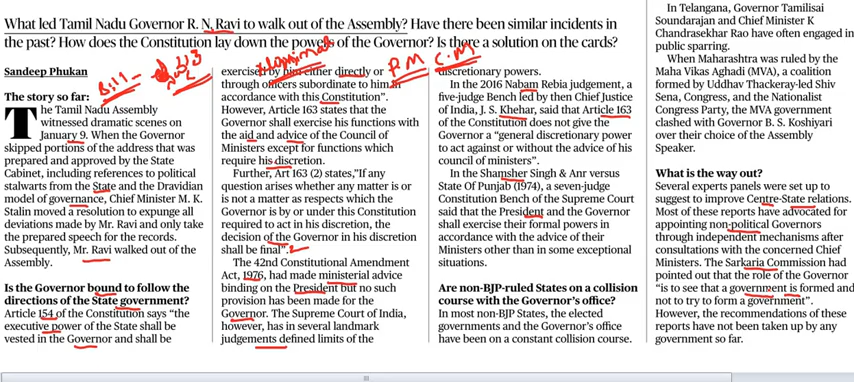 What led Tamil Nadu Governor R. N. Ravi to walk out of the Assembly? Have there been similar incidents in
the past? How does the Constitution lay down the powers of the Governor? Is there a solution on the cards?
Bill
213
Nominal
PM
C.M
Sandeep Phukan
The story so far:
The Tamil Nadu Assembly
witnessed dramatic scenes on
January 9. When the Governor
skipped portions of the address that was
prepared and approved by the State
Cabinet, including references to political
stalwarts from the State and the Dravidian
model of governance, Chief Minister M. K.
Stalin moved a resolution to expunge all
deviations made by Mr. Ravi and only take
the prepared speech for the records.
Subsequently, Mr. Ravi walked out of the
Assembly.
Is the Governor bound to follow the
directions of the State government?
Article 154 of the Constitution says “the
executive power of the State shall be
vested in the Governor and shall be
exercised by him either directly or
through officers subordinate to him in
accordance with this Constitution”.
However, Article 163 states that the
Governor shall exercise his functions with
the aid and advice of the Council of
Ministers except for functions which
require his discretion.
Further, Art 163 (2) states,“If any
question arises whether any matter is or
is not a matter as respects which the
Governor is by or under this Constitution
required to act in his discretion, the
decision of the Governor in his discretion
shall be final”.
The 42nd Constitutional Amendment
Act, 1976, had made ministerial advice
binding on the President but no such
provision has been made for the
Governor. The Supreme Court of India,
however, has in several landmark
judgements defined limits of the
discretionary powers.
In the 2016 Nabam Rebia judgement, a
five-judge Bench led by then Chief Justice
of India, J. S. Khehar, said that Article 163
of the Constitution does not give the
Governor a “general discretionary power
to act against or without the advice of his
council of ministers”.
In the Shamsher Singh & Anr versus
State Of Punjab (1974), a seven-judge
Constitution Bench of the Supreme Court
said that the President and the Governor
shall exercise their formal powers in
accordance with the advice of their
Ministers other than in some exceptional
situations.
Are non-BJP-ruled States on a collision
course with the Governor’s office?
In most non-BJP States, the elected
governments and the Governor’s office
have been on a constant collision course.
In Telangana, Governor Tamilisai
Soundarajan and Chief Minister K
Chandrasekhar Rao have often engaged in
public sparring.
When Maharashtra was ruled by the
Maha Vikas Aghadi (MVA), a coalition
formed by Uddhav Thackeray-led Shiv
Sena, Congress, and the Nationalist
Congress Party, the MVA government
clashed with Governor B. S. Koshiyari
over their choice of the Assembly
Speaker.
What is the way out?
Several experts panels were set up to
suggest to improve Centre-State relations.
Most of these reports have advocated for
appointing non-political Governors
through independent mechanisms after
consultations with the concerned Chief
Ministers. The Sarkaria Commission had
pointed out that the role of the Governor
“is to see that a government is formed and
not to try to form a government”.
However, the recommendations of these
reports have not been taken up by any
government so far.